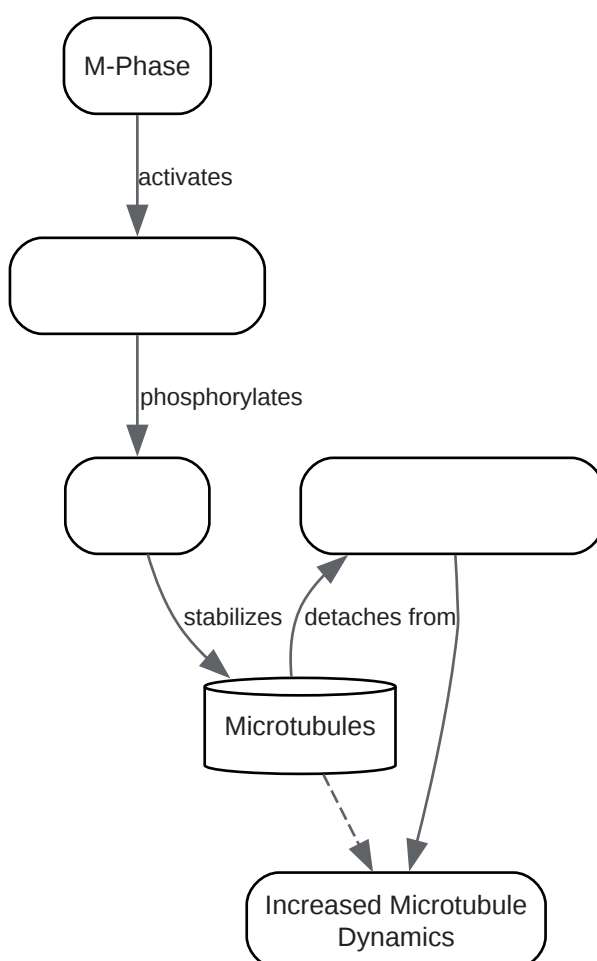 M-Phase
activates
phosphorylates
stabilizes
detaches from
Microtubules
Increased Microtubule
Dynamics